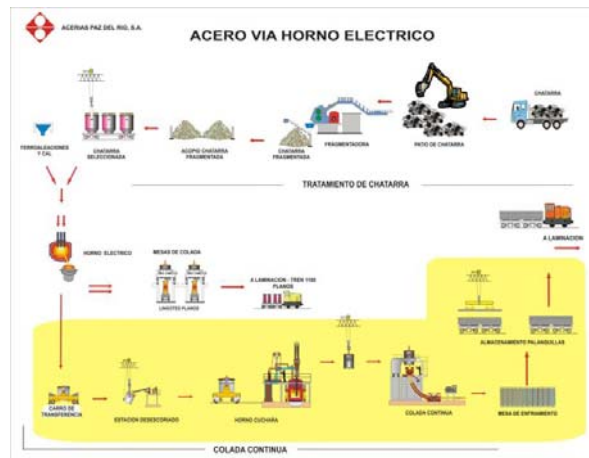 ACERIAS PAZ DEL RIO, S.A.
ACERO VIA HORNO ELECTRICO
CHATARRA
FERROALEACIONES
Y CAL
CHATARRA
SELECCIONADA
ACOPIO CHATARRA
FRAGMENTADA
CHATARRA
FRAGMENTADA
FRAGMENTADORA
PATIO DE CHATARRA
TRATAMIENTO DE CHATARRA
A LAMINACION
HORNO ELECTRICO
MESAS DE COLADA
LINGOTES PLANOS
A LAMINACION - TREN 1100
PLANOS
ALMACENAMIENTO PALANQUILLAS
CARRO DE
TRANSFERENCIA
ESTACION DESESCORIADO
HORNO CUCHARA
COLADA CONTINUA
MESA DE ENFRIAMIENTO
COLADA CONTINUA